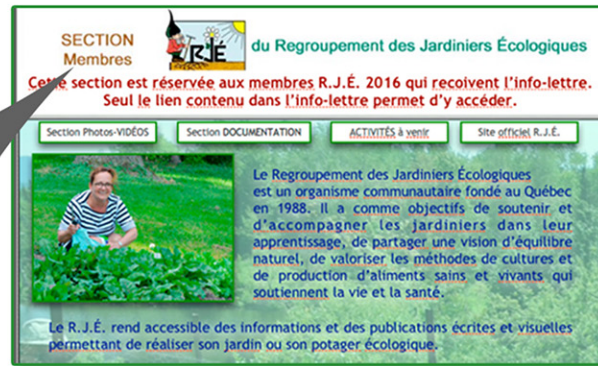 SECTION
Membres
RJÉ
du Regroupement des Jardiniers Écologiques
Cette section est réservée aux membres R.J.É. 2016 qui recoivent l'info-lettre.
Seul le lien contenu dans l'info-lettre permet d'y accéder.
Section Photos-VIDÉOS
Section DOCUMENTATION
ACTIVITÉS à venir
Site officiel R.J.É.
Le Regroupement des Jardiniers Écologiques
est un organisme communautaire fondé au Québec
en 1988. Il a comme objectifs de soutenir et
d'accompagner les jardiniers dans leur
apprentissage, de partager une vision d'équilibre
naturel, de valoriser les méthodes de cultures et
de production d'aliments sains et vivants qui
soutiennent la vie et la santé.
Le R.J.É. rend accessible des informations et des publications écrites et visuelles
permettant de réaliser son jardin ou son potager écologique.